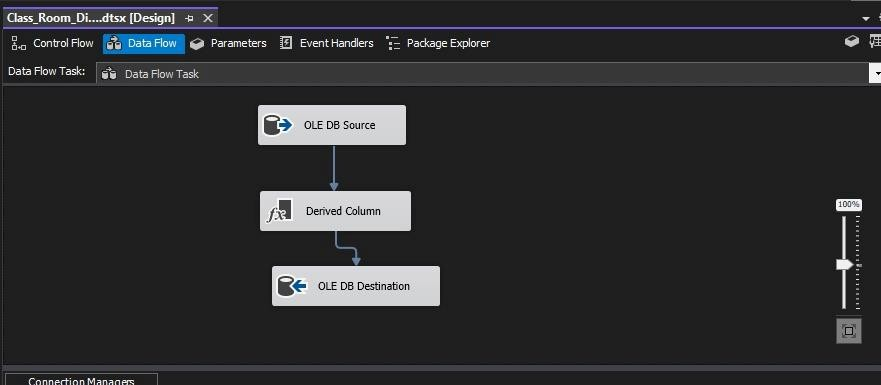 Class_Room_Di....dtsx [Design]
Control Flow Data Flow Parameters Event Handlers Package Explorer
Data Flow Task: Data Flow Task
OLE DB Source
fx Derived Column
OLE DB Destination
100%
Connection Managers